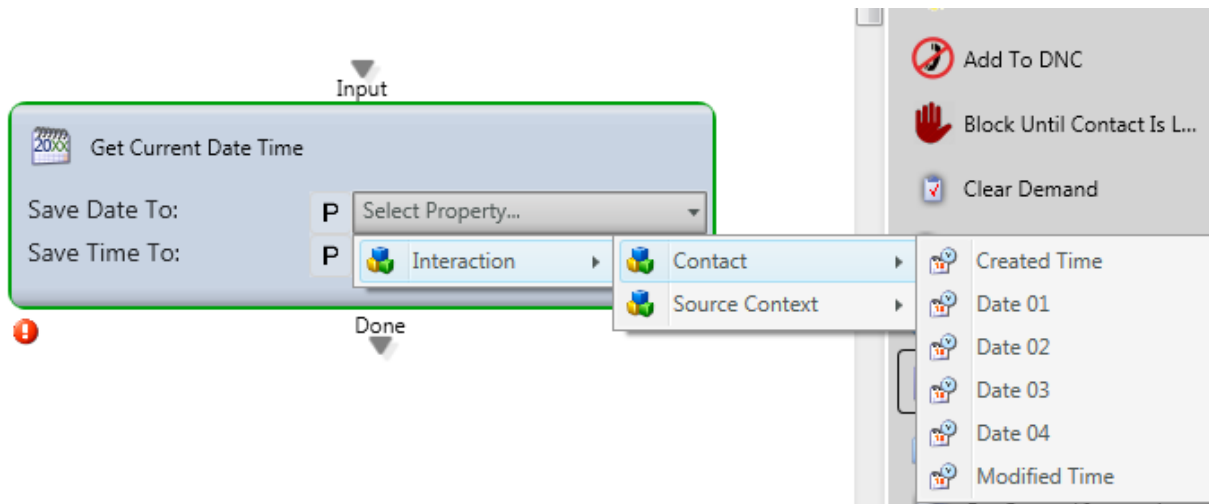 Input
20XX
Get Current Date Time
Save Date To:
P
Select Property...
Save Time To:
P
Interaction
Contact
Source Context
Created Time
Date 01
Date 02
Date 03
Date 04
Modified Time
Done
Add To DNC
Block Until Contact Is L...
Clear Demand